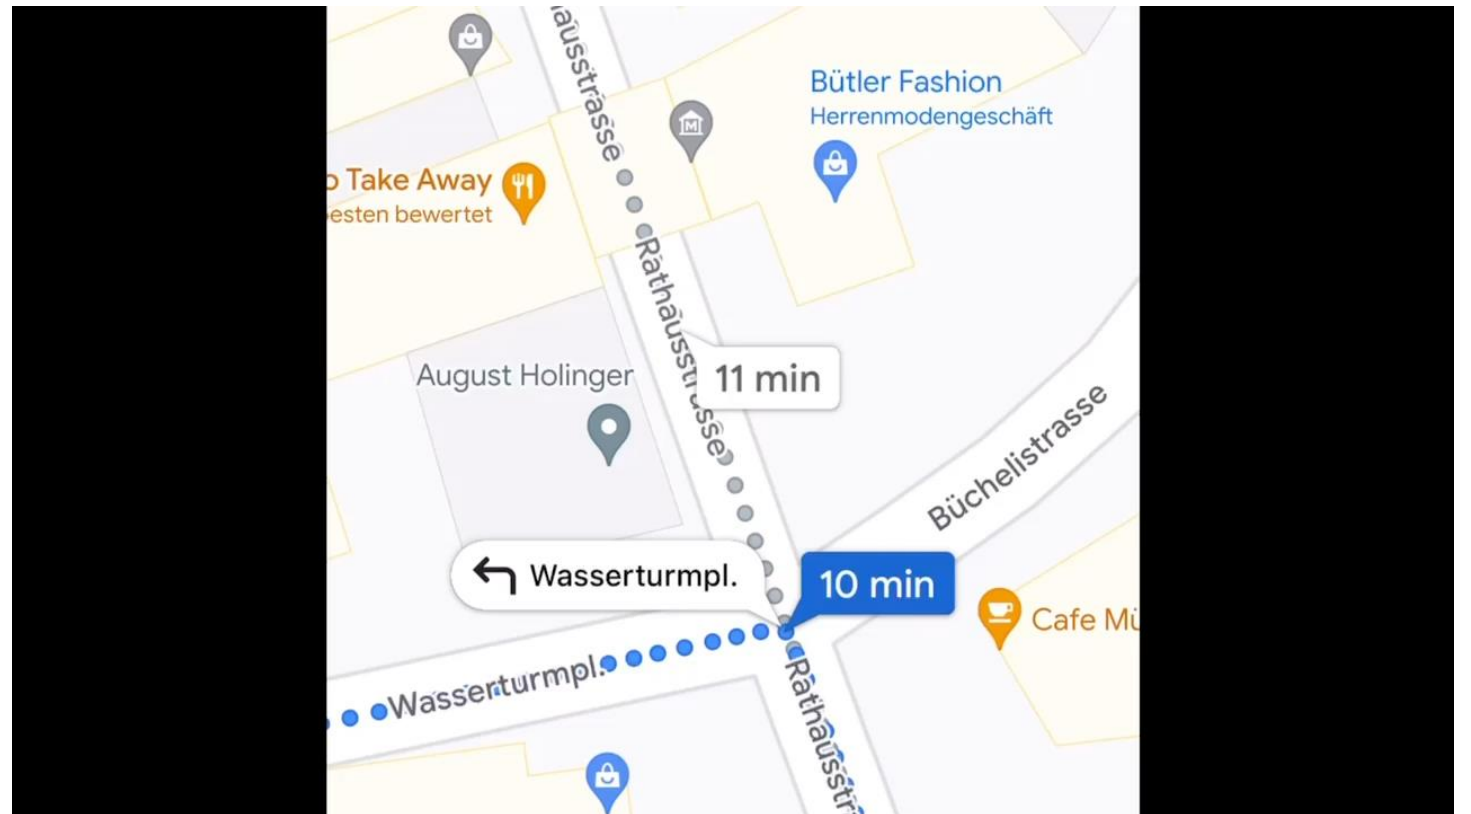 ausstrasse
Bütler Fashion
Herrenmodengeschäft
Take Away
esten bewertet
Rathausstrasse
11 min
August Holinger
Büchelistrasse
Wasserturmpl.
10 min
Cafe Mü
Wasserturmpl.
Rathausstr
M